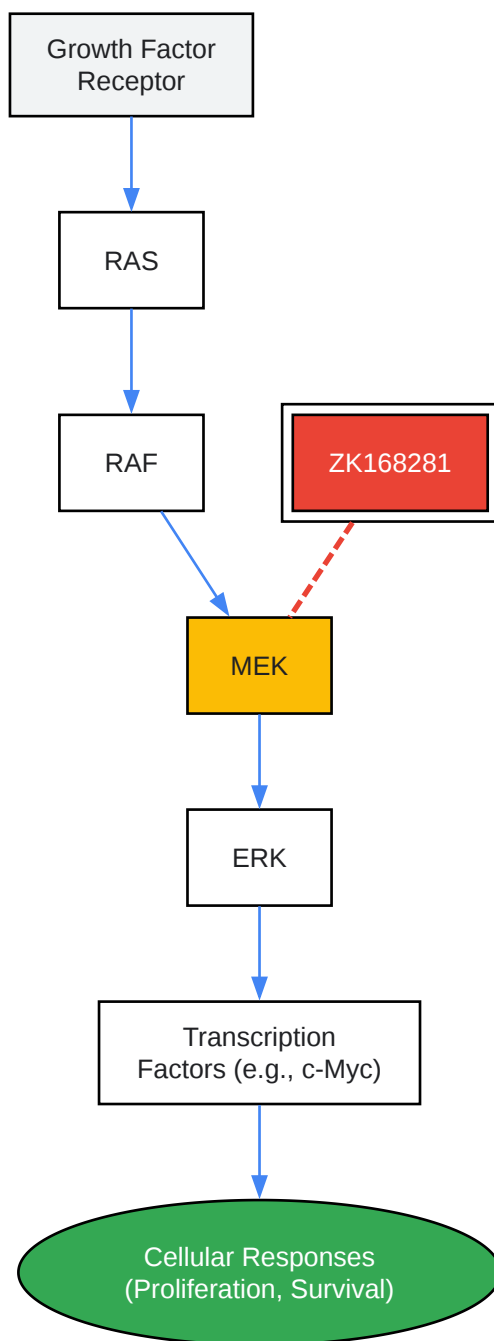 Growth Factor
Receptor
RAS
RAF
ZK168281
MEK
ERK
Transcription
Factors (e.g., c-Myc)
Cellular Responses
(Proliferation, Survival)